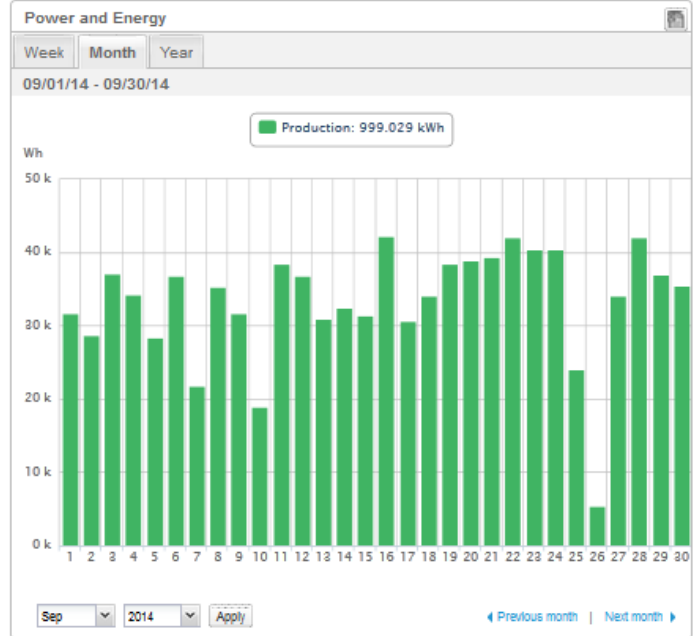 Power and Energy
Week Month Year
09/01/14 - 09/30/14
Production: 999.029 kWh
Wh
50 k
40 k
30 k
20 k
10 k
0 k
1 2 3 4 5 6 7 8 9 10 11 12 13 14 15 16 17 18 19 20 21 22 23 24 25 26 27 28 29 30
Sep 2014 Apply Previous month | Next month